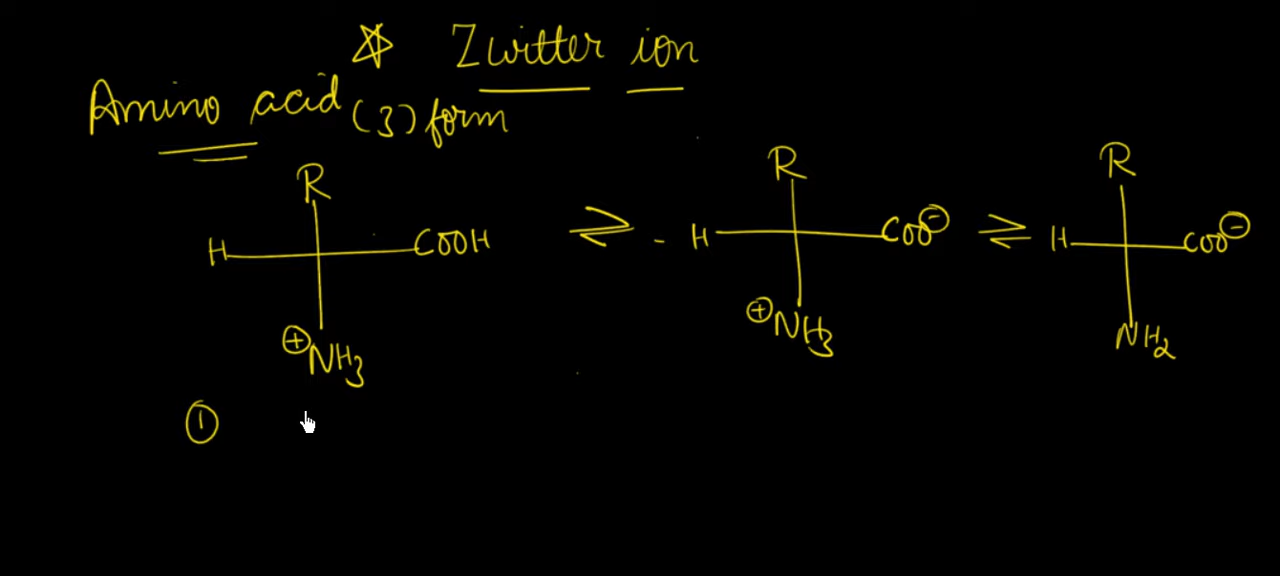 ☆ Zwitter ion
Amino acid (3) form
R R R
H COOH ⇌ - H COO⊖ ⇌ H COO⊖
⊕NH3 ⊕NH3 NH2
①